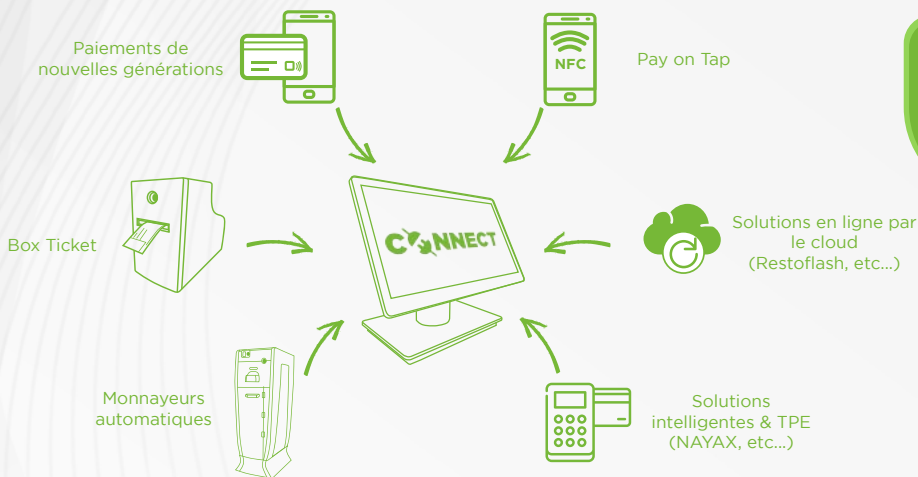 Paiements de
nouvelles générations
NFC
Pay on Tap
CONNECT
Box Ticket
Solutions en ligne par
le cloud
(Restoflash, etc...)
Monnayeurs
automatiques
Solutions
intelligentes & TPE
(NAYAX, etc...)